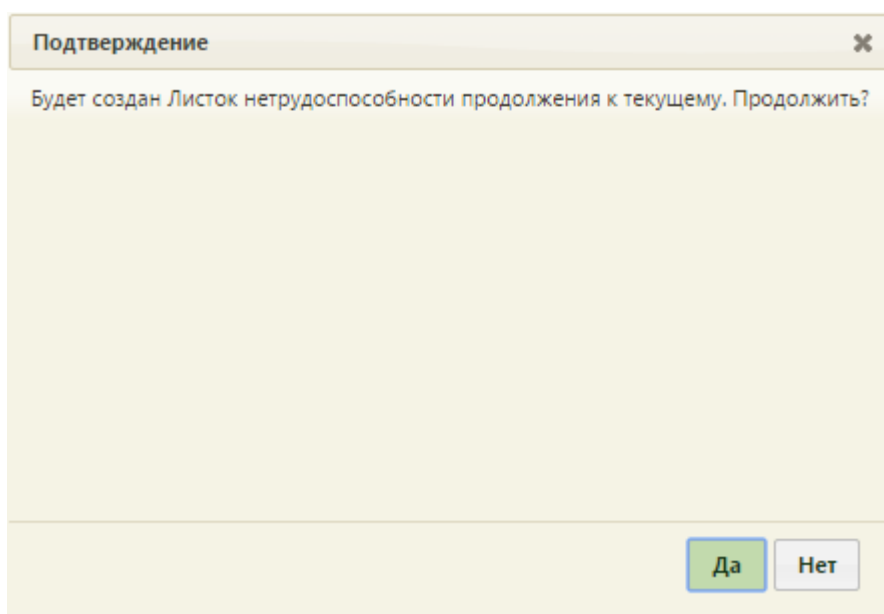 Подтверждение
Будет создан Листок нетрудоспособности продолжения к текущему. Продолжить?
Да
Нет